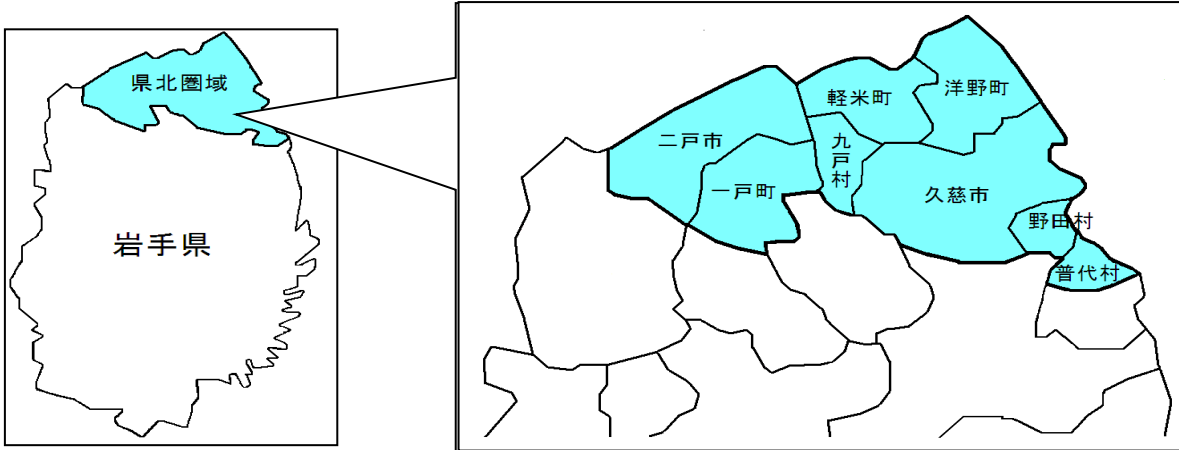 県北圏域
岩手県
洋野町
軽米町
二戸市
九戸村
一戸町
久慈市
野田村
普代村